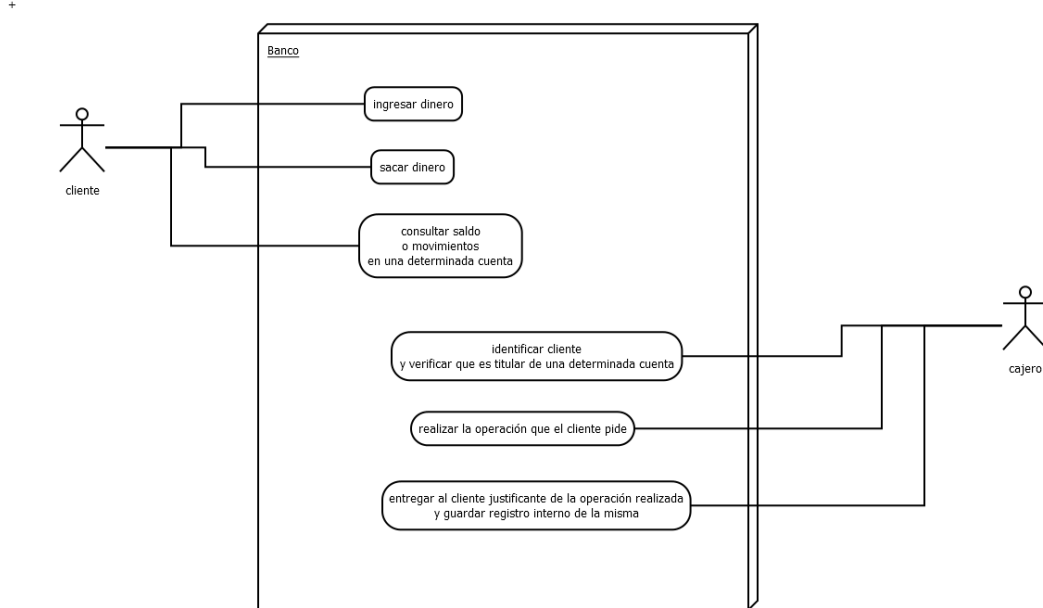 +
Banco
ingresar dinero
cliente
sacar dinero
consultar saldo
o movimientos
en una determinada cuenta
identificar cliente
y verificar que es titular de una determinada cuenta
cajero
realizar la operación que el cliente pide
entregar al cliente justificante de la operación realizada
y guardar registro interno de la misma